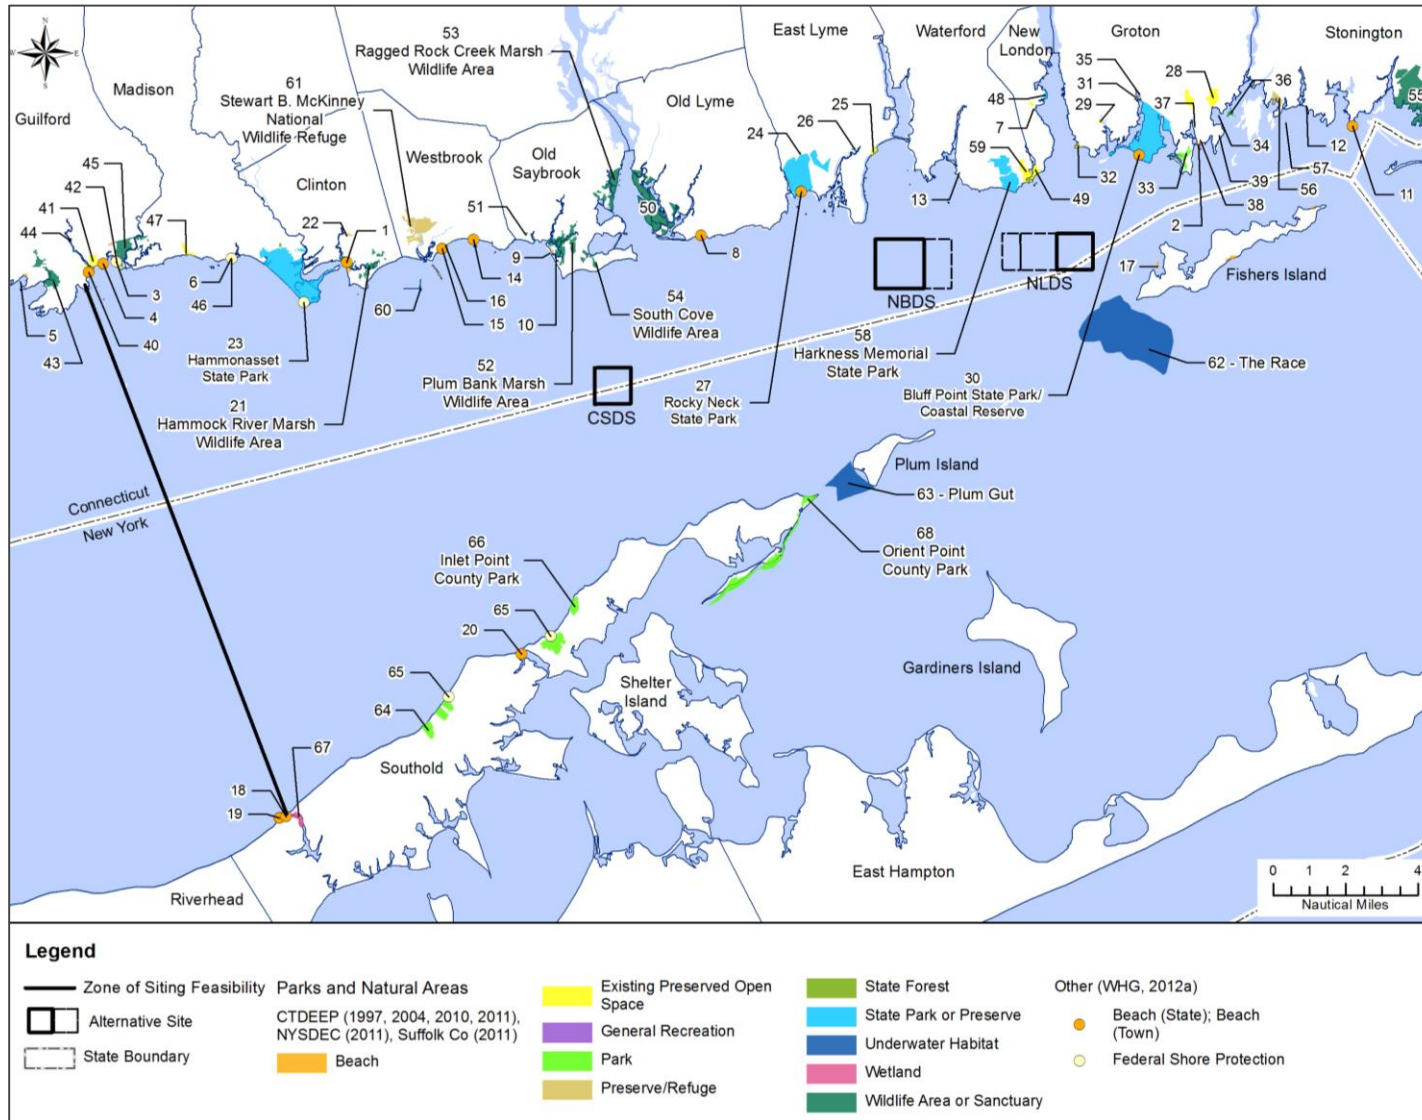 N
W
E
S
Guilford
Madison
53
Ragged Rock Creek Marsh
Wildlife Area
61
Stewart B. McKinney
National
Wildlife Refuge
Clinton
Westbrook
Old
Saybrook
Old Lyme
East Lyme
Waterford
New
London
Groton
Stonington
44
41
42
45
47
22
1
51
50
24
26
25
48
7
59
35
31
29
28
37
36
55
5
43
40
4
3
6
46
60
16
15
14
9
10
8
13
49
32
33
2
38
39
34
56
57
12
11
17
23
Hammonasset
State Park
21
Hammock River Marsh
Wildlife Area
52
Plum Bank Marsh
Wildlife Area
54
South Cove
Wildlife Area
CSDS
27
Rocky Neck
State Park
NBDS
NLDS
58
Harkness Memorial
State Park
30
Bluff Point State Park/
Coastal Reserve
Fishers Island
62 - The Race
Connecticut
New York
Plum Island
63 - Plum Gut
68
Orient Point
County Park
66
Inlet Point
County Park
65
20
65
64
Shelter
Island
Gardiners Island
67
18
19
Southold
Riverhead
East Hampton
0 1 2 4
Nautical Miles
Legend
Zone of Siting Feasibility
Alternative Site
State Boundary
Parks and Natural Areas
CTDEEP (1997, 2004, 2010, 2011),
NYSDEC (2011), Suffolk Co (2011)
Beach
Existing Preserved Open
Space
General Recreation
Park
Preserve/Refuge
State Forest
State Park or Preserve
Underwater Habitat
Wetland
Wildlife Area or Sanctuary
Other (WHG, 2012a)
Beach (State); Beach
(Town)
Federal Shore Protection